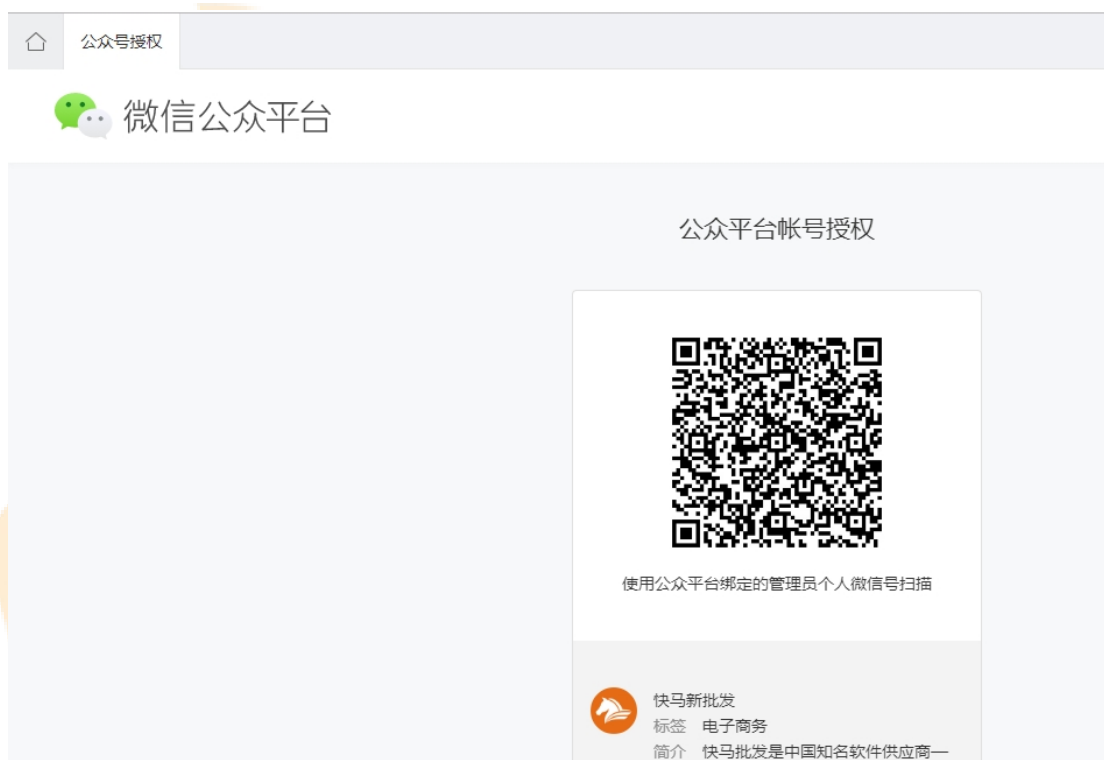 公众号授权
微信公众平台
公众平台帐号授权
使用公众平台绑定的管理员个人微信号扫描
快马新批发
标签 电子商务
简介 快马批发是中国知名软件供应商一